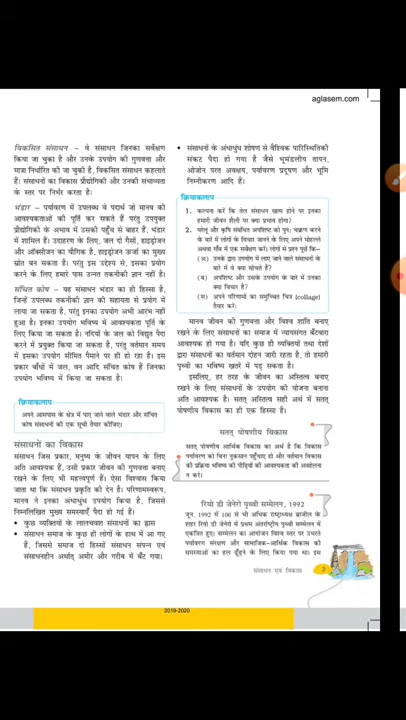 aglasem.com
विकसित संसाधन – वे संसाधन जिनका सर्वेक्षण
किया जा चुका है और उनके उपयोग की गुणवत्ता और
मात्रा निर्धारित की जा चुकी है, विकसित संसाधन कहलाते
हैं। संसाधनों का विकास प्रौद्योगिकी और उनकी संभाव्यता
के स्तर पर निर्भर करता है।
भंडार – पर्यावरण में उपलब्ध वे पदार्थ जो मानव की
आवश्यकताओं की पूर्ति कर सकते हैं परंतु उपयुक्त
प्रौद्योगिकी के अभाव में उसकी पहुँच से बाहर हैं, भंडार
में शामिल हैं। उदाहरण के लिए, जल दो गैसों, हाइड्रोजन
और ऑक्सीजन का यौगिक है, हाइड्रोजन ऊर्जा का मुख्य
स्रोत बन सकता है। परंतु इस उद्देश्य से, इसका प्रयोग
करने के लिए हमारे पास उन्नत तकनीकी ज्ञान नहीं है।
संचित कोष – यह संसाधन भंडार का ही हिस्सा है,
जिन्हें उपलब्ध तकनीकी ज्ञान की सहायता से प्रयोग में
लाया जा सकता है, परंतु इनका उपयोग अभी आरंभ नहीं
हुआ है। इनका उपयोग भविष्य में आवश्यकता पूर्ति के
लिए किया जा सकता है। नदियों के जल को विद्युत पैदा
करने में प्रयुक्त किया जा सकता है, परंतु वर्तमान समय
में इसका उपयोग सीमित पैमाने पर ही हो रहा है। इस
प्रकार बाँधों में जल, वन आदि संचित कोष हैं जिनका
उपयोग भविष्य में किया जा सकता है।
क्रियाकलाप
अपने आसपास के क्षेत्र में पाए जाने वाले भंडार और संचित
कोष संसाधनों की एक सूची तैयार कीजिए।
संसाधनों का विकास
संसाधन जिस प्रकार, मनुष्य के जीवन यापन के लिए
अति आवश्यक हैं, उसी प्रकार जीवन की गुणवत्ता बनाए
रखने के लिए भी महत्त्वपूर्ण हैं। ऐसा विश्वास किया
जाता था कि संसाधन प्रकृति की देन हैं। परिणामस्वरूप,
मानव ने इनका अंधाधुंध उपयोग किया है, जिससे
निम्नलिखित मुख्य समस्याएँ पैदा हो गई हैं।
• कुछ व्यक्तियों के लालचवश संसाधनों का ह्रास
• संसाधन समाज के कुछ ही लोगों के हाथ में आ गए
हैं, जिससे समाज दो हिस्सों संसाधन संपन्न एवं
संसाधनहीन अर्थात् अमीर और गरीब में बँट गया।
• संसाधनों के अंधाधुंध शोषण से वैश्विक पारिस्थितिकी
संकट पैदा हो गया है जैसे भूमंडलीय तापन,
ओजोन परत अवक्षय, पर्यावरण प्रदूषण और भूमि
निम्नीकरण आदि हैं।
क्रियाकलाप
1. कल्पना करें कि तेल संसाधन खत्म होने पर इनका
हमारी जीवन शैली पर क्या प्रभाव होगा?
2. घरेलू और कृषि संबंधित अपशिष्ट को पुनः चक्रण करने
के बारे में लोगों के विचार जानने के लिए अपने मोहल्ले
अथवा गाँव में एक सर्वेक्षण करें। लोगों से प्रश्न पूछें कि–
(अ) उनके द्वारा उपयोग में लाए जाने वाले संसाधनों के
बारे में वे क्या सोचते हैं?
(ब) अपशिष्ट और उसके उपयोग के बारे में उनका
क्या विचार है?
(स) अपने परिणामों का समुच्चित चित्र (collage)
तैयार करें।
मानव जीवन की गुणवत्ता और विश्व शांति बनाए
रखने के लिए संसाधनों का समाज में न्यायसंगत बँटवारा
आवश्यक हो गया है। यदि कुछ ही व्यक्तियों तथा देशों
द्वारा संसाधनों का वर्तमान दोहन जारी रहता है, तो हमारी
पृथ्वी का भविष्य खतरे में पड़ सकता है।
इसलिए, हर तरह के जीवन का अस्तित्व बनाए
रखने के लिए संसाधनों के उपयोग की योजना बनाना
अति आवश्यक है। सतत् अस्तित्व सही अर्थ में सतत्
पोषणीय विकास का ही एक हिस्सा है।
सतत् पोषणीय विकास
सतत् पोषणीय आर्थिक विकास का अर्थ है कि विकास
पर्यावरण को बिना नुकसान पहुँचाए हो और वर्तमान विकास
की प्रक्रिया भविष्य की पीढ़ियों की आवश्यकता की अवहेलना
न करे।
रियो डी जेनेरो पृथ्वी सम्मेलन, 1992
जून, 1992 में 100 से भी अधिक राष्ट्राध्यक्ष ब्राजील के
शहर रियो डी जेनेरो में प्रथम अंतर्राष्ट्रीय पृथ्वी सम्मेलन में
एकत्रित हुए। सम्मेलन का आयोजन विश्व स्तर पर उभरते
पर्यावरण संरक्षण और सामाजिक-आर्थिक विकास की
समस्याओं का हल ढूँढ़ने के लिए किया गया था। इस
संसाधन एवं विकास 3
2019-2020